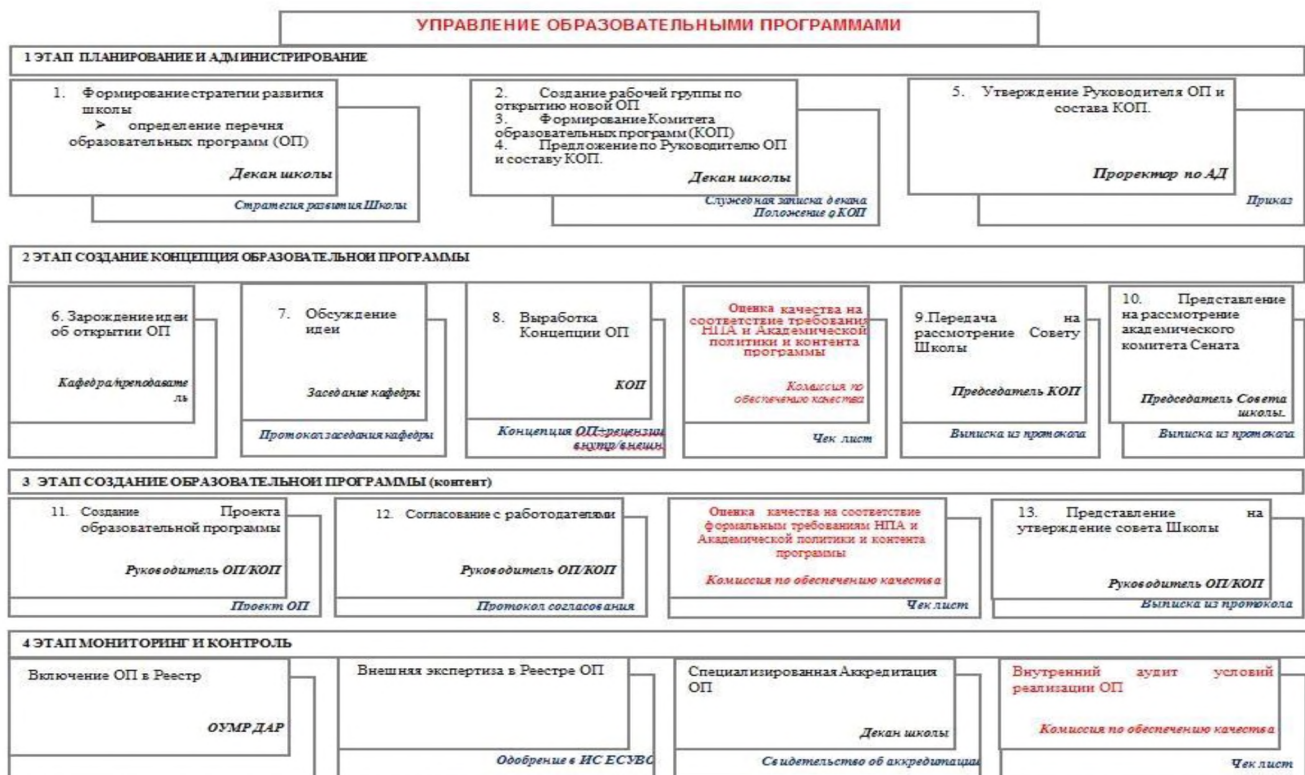 УПРАВЛЕНИЕ ОБРАЗОВАТЕЛЬНЫМИ ПРОГРАММАМИ
1 ЭТАП ПЛАНИРОВАНИЕ И АДМИНИСТРИРОВАНИЕ
1. Формирование стратегии развития
школы
➢ определение перечня
образовательных программ (ОП)
Декан школы
Стратегия развития Школы
2. Создание рабочей группы по
открытию новой ОП
3. Формирование Комитета
образовательных программ (КОП)
4. Предложение по Руководителю ОП
и составу КОП.
Декан школы
Служебная записка декана
Положение о КОП
5. Утверждение Руководителя ОП и
состава КОП.
Проректор по АД
Приказ
2 ЭТАП СОЗДАНИЕ КОНЦЕПЦИЯ ОБРАЗОВАТЕЛЬНОЙ ПРОГРАММЫ
6. Зарождение идеи
об открытии ОП
Кафедра/преподавате
ль
7. Обсуждение
идеи
Заседание кафедры
Протокол заседания кафедры
8. Выработка
Концепции ОП
КОП
Концепция ОП+рецензии
внутр/внешн.
Оценка качества на
соответствие требования
НПА и Академической
политики и контента
программы
Комиссия по
обеспечению качества
Чек лист
9.Передача на
рассмотрение Совету
Школы
Председатель КОП
Выписка из протокола
10. Представление
на рассмотрение
академического
комитета Сената
Председатель Совета
школы.
Выписка из протокола
3 ЭТАП СОЗДАНИЕ ОБРАЗОВАТЕЛЬНОЙ ПРОГРАММЫ (контент)
11. Создание Проекта
образовательной программы
Руководитель ОП/КОП
Проект ОП
12. Согласование с работодателями
Руководитель ОП/КОП
Протокол согласования
Оценка качества на соответствие
формальным требованиям НПА и
Академической политики и контента
программы
Комиссия по обеспечению качества
Чек лист
13. Представление на
утверждение совета Школы
Руководитель ОП/КОП
Выписка из протокола
4 ЭТАП МОНИТОРИНГ И КОНТРОЛЬ
Включение ОП в Реестр
ОУМР ДАР
Внешняя экспертиза в Реестре ОП
Одобрение в ИС ЕСУВО
Специализированная Аккредитация
ОП
Декан школы
Свидетельство об аккредитации
Внутренний аудит условий
реализации ОП
Комиссия по обеспечению качества
Чек лист